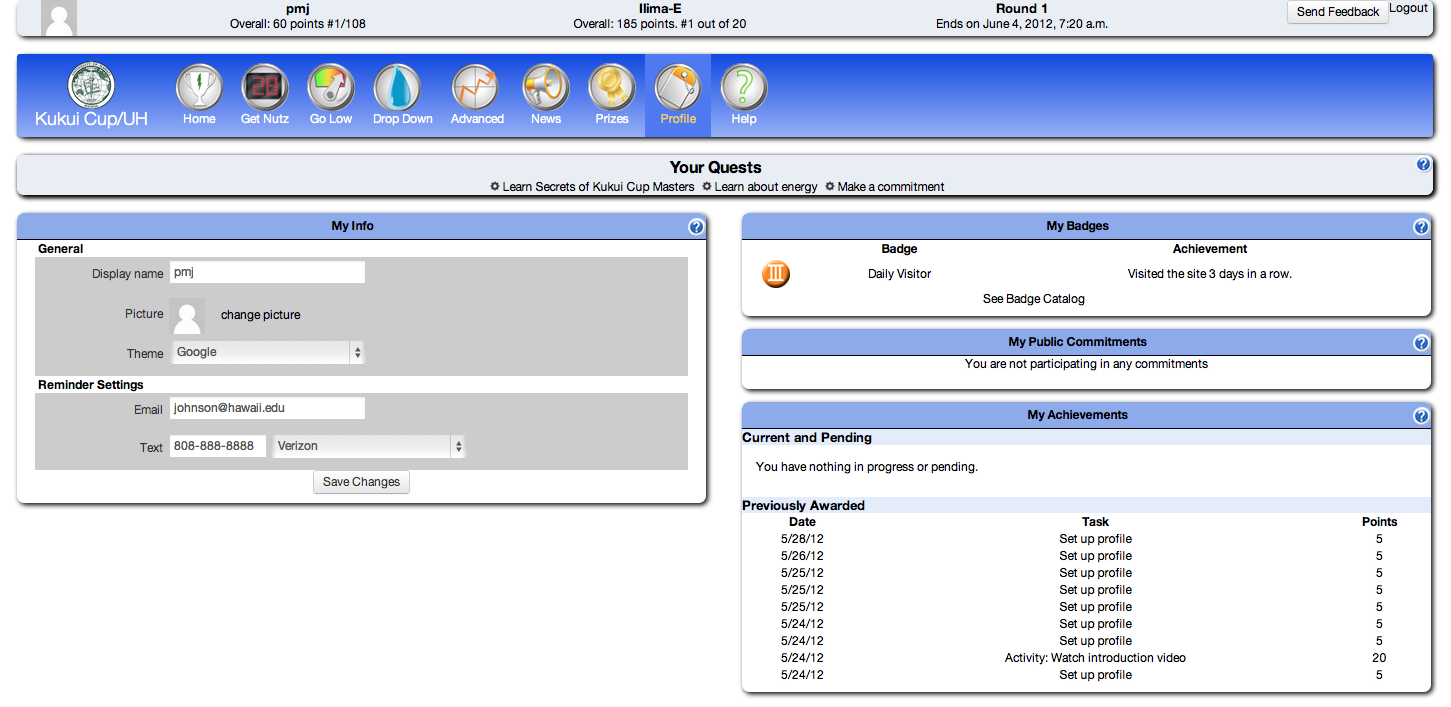 pmj
Overall: 60 points #1/108
Ilima-E
Overall: 185 points. #1 out of 20
Round 1
Ends on June 4, 2012, 7:20 a.m.
Send Feedback
Logout
Kukui Cup/UH
Home
28
Get Nutz
Go Low
Drop Down
Advanced
News
Prizes
Profile
Help
Your Quests
Learn Secrets of Kukui Cup Masters Learn about energy Make a commitment
My Info
General
Display name pmj
Picture change picture
Theme Google
Reminder Settings
Email johnson@hawaii.edu
Text 808-888-8888 Verizon
Save Changes
My Badges
Badge Achievement
III Daily Visitor Visited the site 3 days in a row.
See Badge Catalog
My Public Commitments
You are not participating in any commitments
My Achievements
Current and Pending
You have nothing in progress or pending.
Previously Awarded
Date Task Points
5/28/12 Set up profile 5
5/26/12 Set up profile 5
5/25/12 Set up profile 5
5/25/12 Set up profile 5
5/25/12 Set up profile 5
5/24/12 Set up profile 5
5/24/12 Set up profile 5
5/24/12 Activity: Watch introduction video 20
5/24/12 Set up profile 5